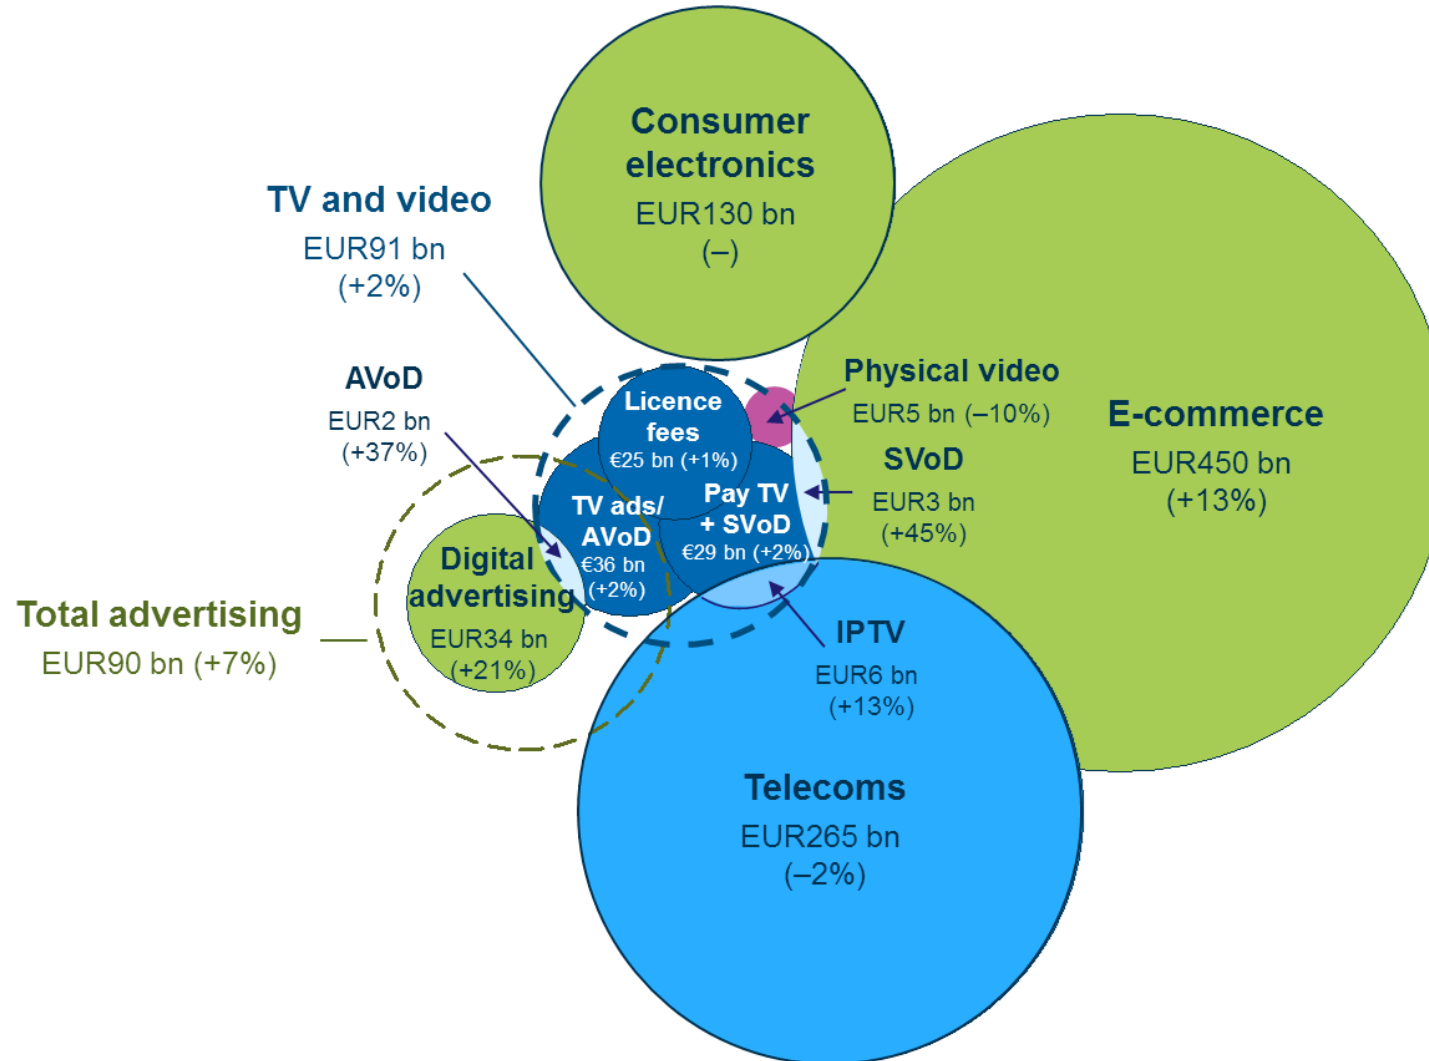 Consumer
electronics
EUR130 bn
(–)
TV and video
EUR91 bn
(+2%)
AVoD
EUR2 bn
(+37%)
Licence
fees
€25 bn (+1%)
Physical video
EUR5 bn (–10%)
E-commerce
EUR450 bn
(+13%)
SVoD
EUR3 bn
(+45%)
TV ads/
AVoD
€36 bn
(+2%)
Pay TV
+ SVoD
€29 bn (+2%)
Digital
advertising
EUR34 bn
(+21%)
Total advertising
EUR90 bn (+7%)
IPTV
EUR6 bn
(+13%)
Telecoms
EUR265 bn
(–2%)